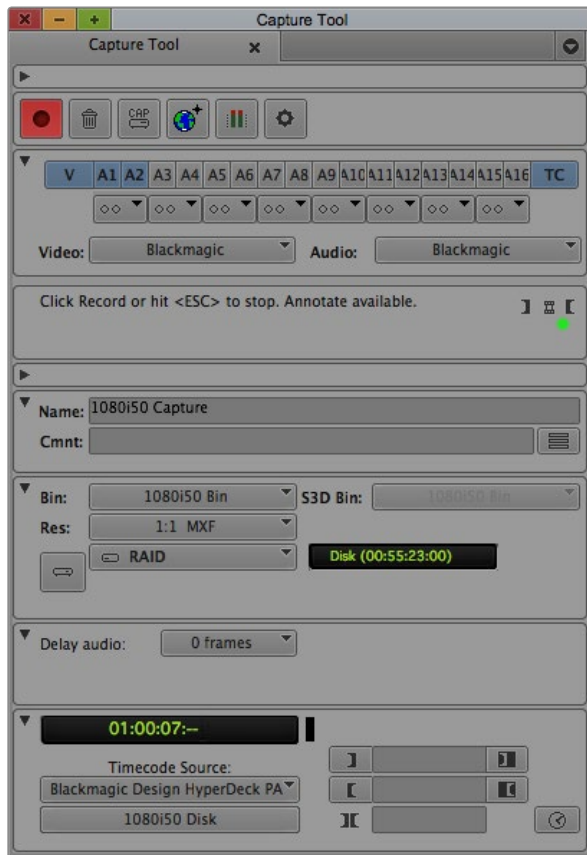 Capture Tool
Capture Tool
CAP
V A1 A2 A3 A4 A5 A6 A7 A8 A9 A10 A11 A12 A13 A14 A15 A16 TC
Video: Blackmagic Audio: Blackmagic
Click Record or hit <ESC> to stop. Annotate available.
Name: 1080i50 Capture
Cmnt:
Bin: 1080i50 Bin S3D Bin: 1080i50 Bin
Res: 1:1 MXF
RAID Disk (00:55:23:00)
Delay audio: 0 frames
01:00:07:--
Timecode Source:
Blackmagic Design HyperDeck PA
1080i50 Disk